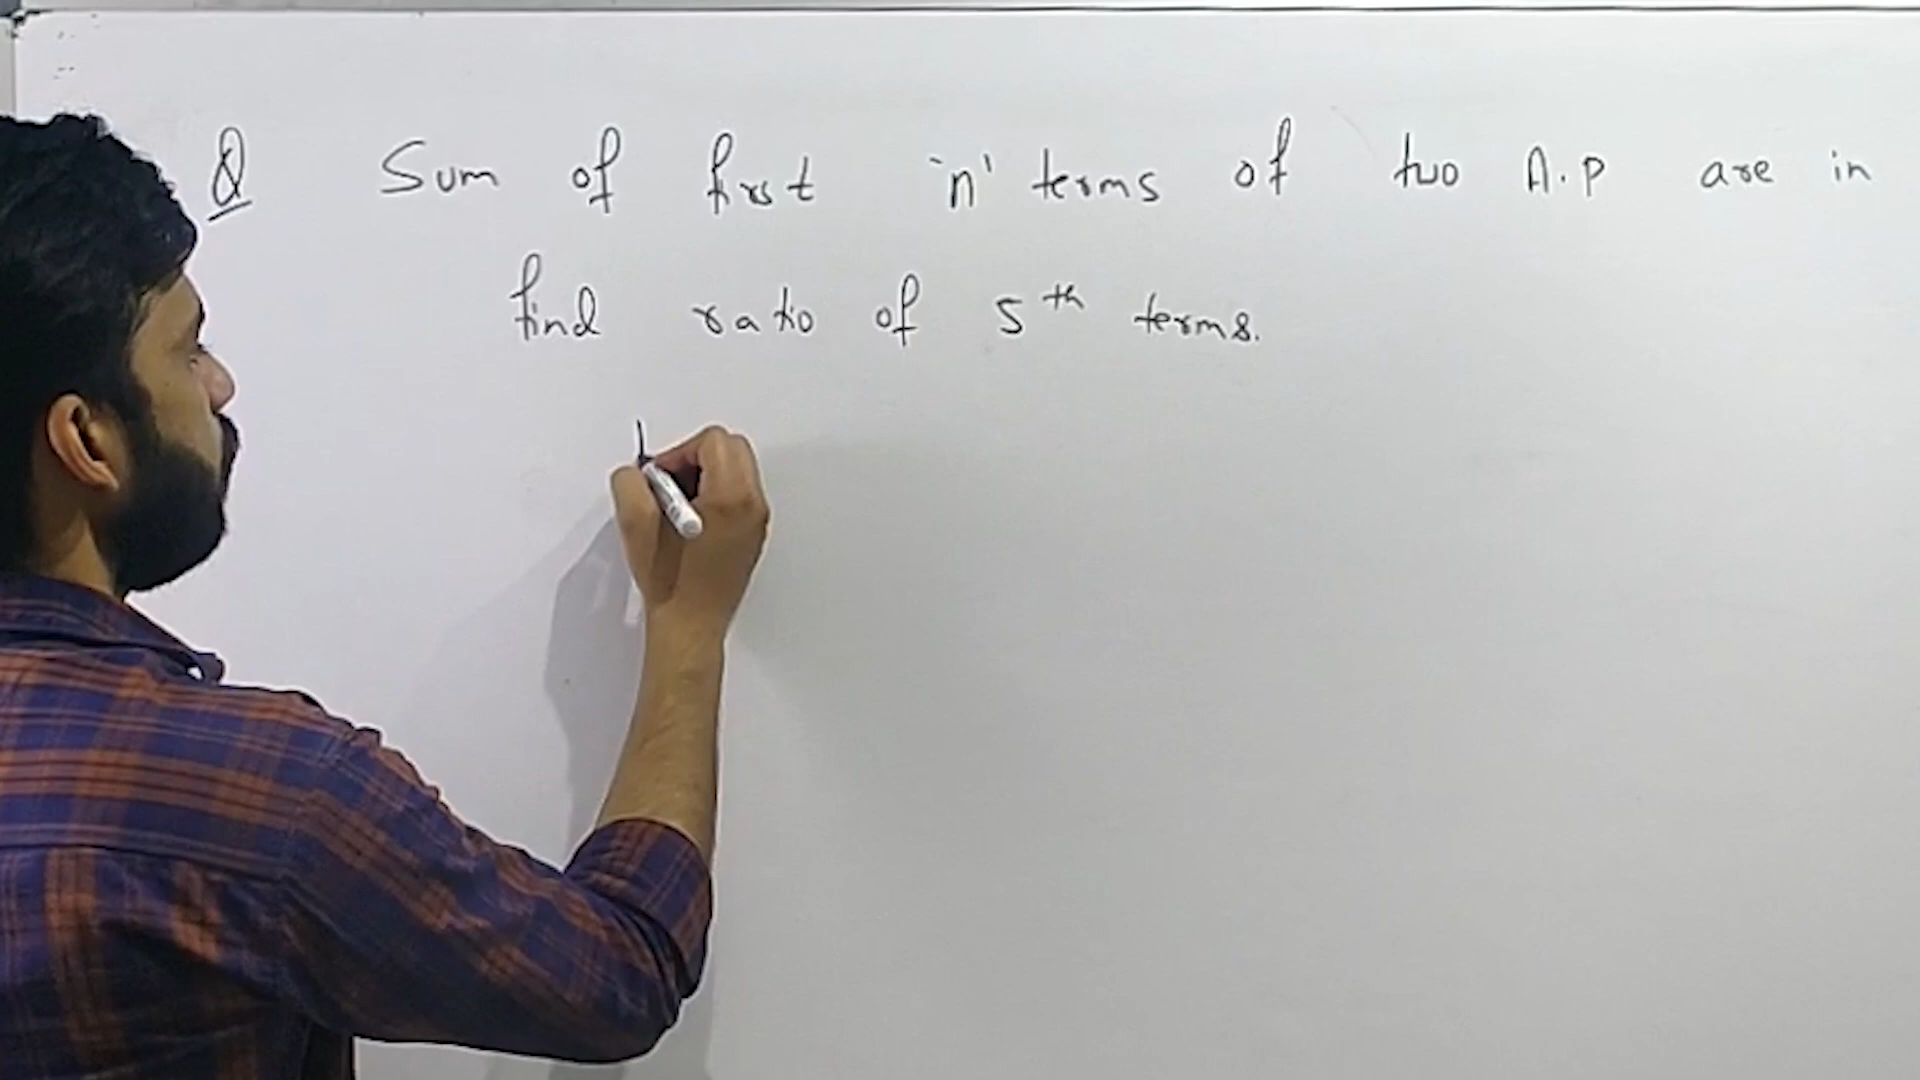 Q Sum of first 'n' terms of two A.P are in
find ratio of 5th terms.